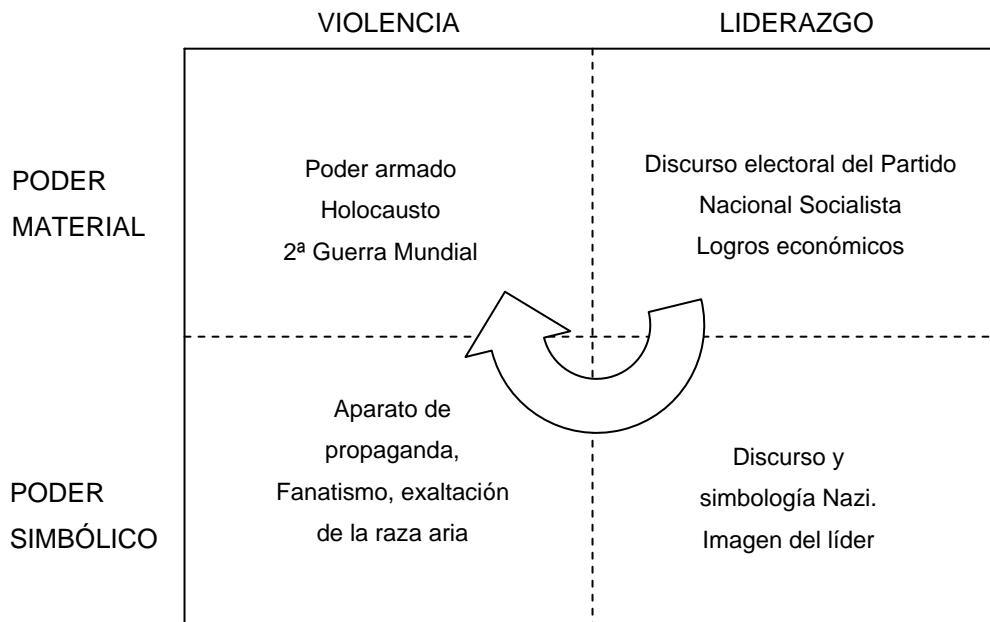 VIOLENCIA
LIDERAZGO
PODER
MATERIAL
Poder armado
Holocausto
2ª Guerra Mundial
Discurso electoral del Partido
Nacional Socialista
Logros económicos
PODER
SIMBÓLICO
Aparato de
propaganda,
Fanatismo, exaltación
de la raza aria
Discurso y
simbología Nazi.
Imagen del líder